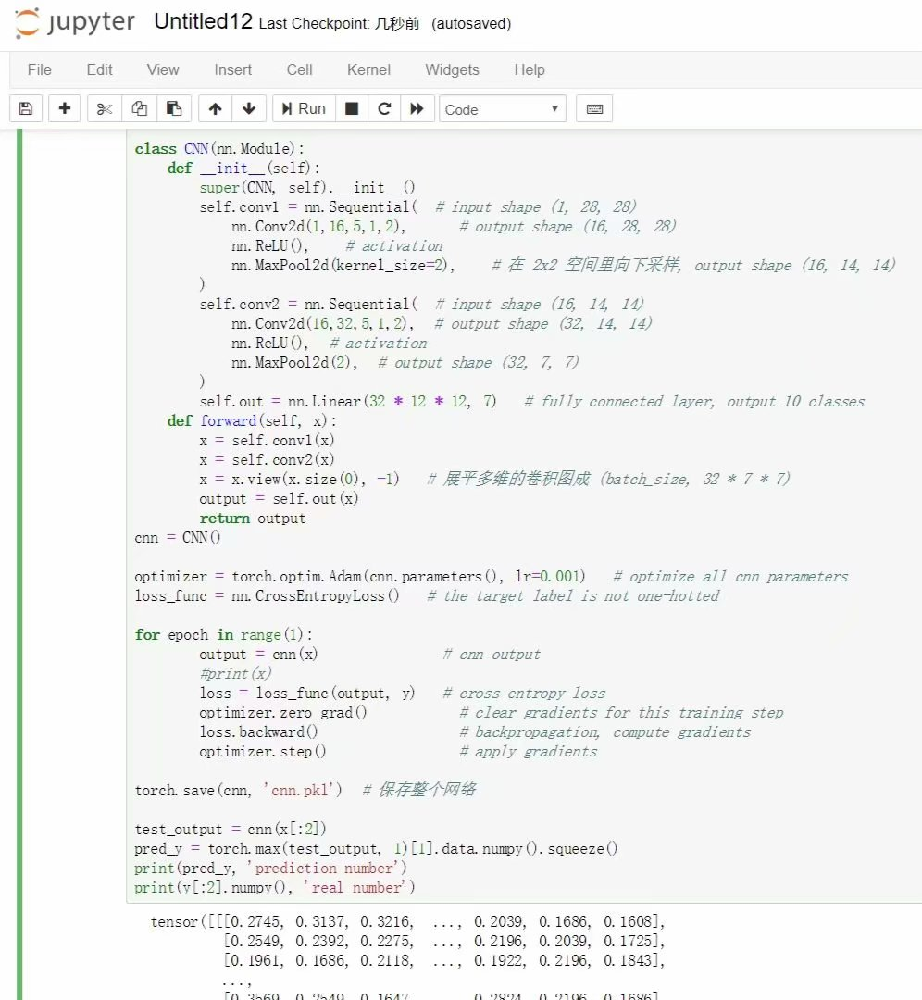 jupyter Untitled12 Last Checkpoint: 几秒前 (autosaved)
File Edit View Insert Cell Kernel Widgets Help
Run Code
class CNN(nn.Module):
    def __init__(self):
        super(CNN, self).__init__()
        self.conv1 = nn.Sequential(  # input shape (1, 28, 28)
            nn.Conv2d(1,16,5,1,2),      # output shape (16, 28, 28)
            nn.ReLU(),    # activation
            nn.MaxPool2d(kernel_size=2),    # 在 2x2 空间里向下采样, output shape (16, 14, 14)
        )
        self.conv2 = nn.Sequential(  # input shape (16, 14, 14)
            nn.Conv2d(16,32,5,1,2),  # output shape (32, 14, 14)
            nn.ReLU(),  # activation
            nn.MaxPool2d(2),  # output shape (32, 7, 7)
        )
        self.out = nn.Linear(32 * 12 * 12, 7)   # fully connected layer, output 10 classes
    def forward(self, x):
        x = self.conv1(x)
        x = self.conv2(x)
        x = x.view(x.size(0), -1)   # 展平多维的卷积图成 (batch_size, 32 * 7 * 7)
        output = self.out(x)
        return output
cnn = CNN()
optimizer = torch.optim.Adam(cnn.parameters(), lr=0.001)   # optimize all cnn parameters
loss_func = nn.CrossEntropyLoss()   # the target label is not one-hotted
for epoch in range(1):
        output = cnn(x)               # cnn output
        #print(x)
        loss = loss_func(output, y)   # cross entropy loss
        optimizer.zero_grad()           # clear gradients for this training step
        loss.backward()                 # backpropagation, compute gradients
        optimizer.step()                # apply gradients
torch.save(cnn, 'cnn.pkl')  # 保存整个网络
test_output = cnn(x[:2])
pred_y = torch.max(test_output, 1)[1].data.numpy().squeeze()
print(pred_y, 'prediction number')
print(y[:2].numpy(), 'real number')
tensor([[[0.2745, 0.3137, 0.3216,  ..., 0.2039, 0.1686, 0.1608],
         [0.2549, 0.2392, 0.2275,  ..., 0.2196, 0.2039, 0.1725],
         [0.1961, 0.1686, 0.2118,  ..., 0.1922, 0.2196, 0.1843],
         ...,
         [0.3569, 0.2549, 0.1647,  ..., 0.2824, 0.2196, 0.1686],